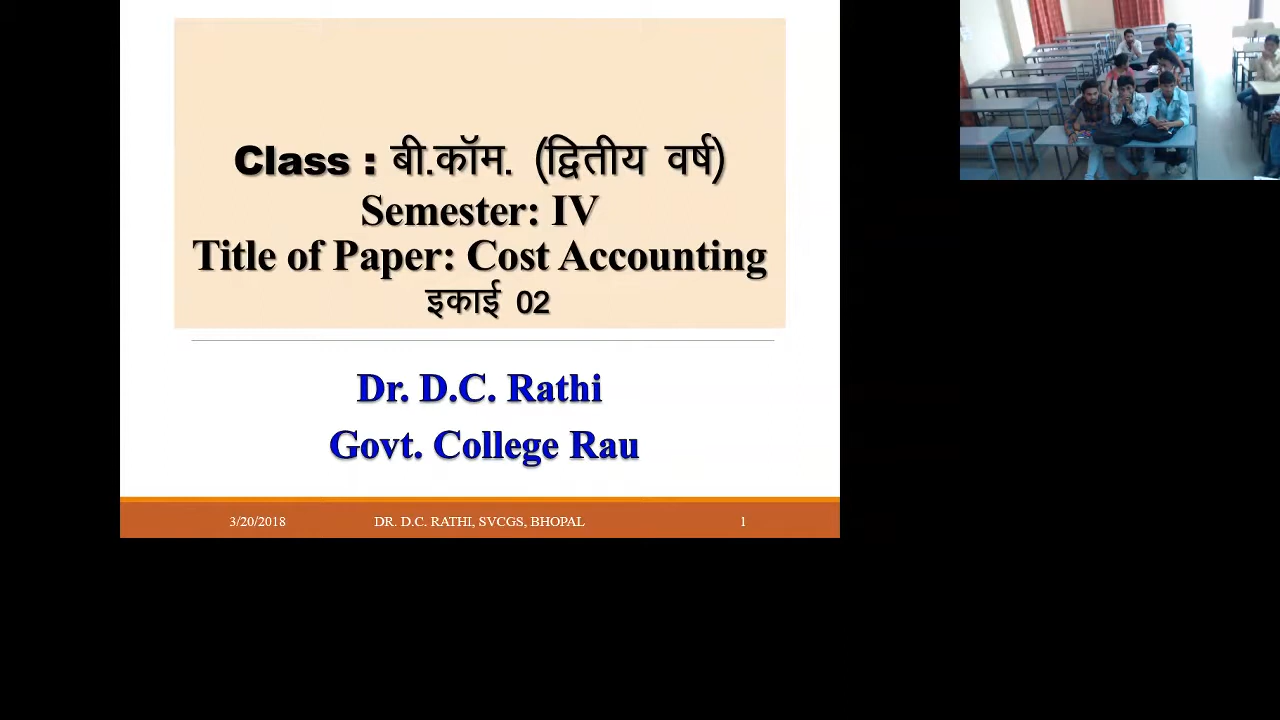 Class : बी.कॉम. (द्वितीय वर्ष)
Semester: IV
Title of Paper: Cost Accounting
इकाई 02
Dr. D.C. Rathi
Govt. College Rau
3/20/2018 DR. D.C. RATHI, SVCGS, BHOPAL 1